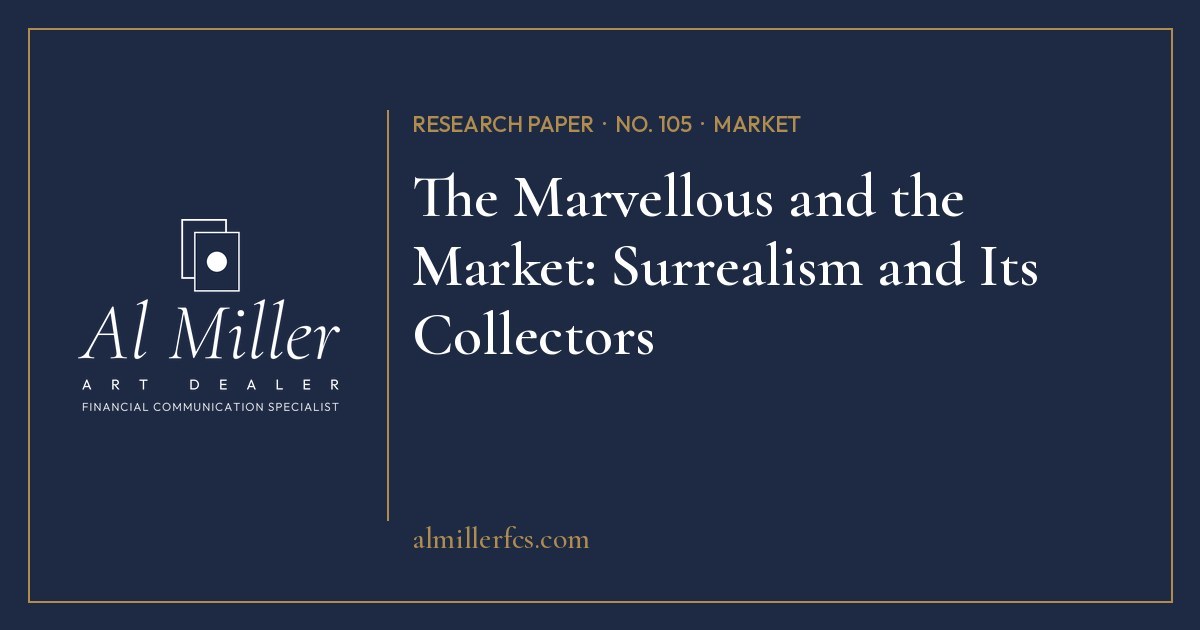 RESEARCH PAPER · NO. 105 · MARKET
The Marvellous and the
Market: Surrealism and Its
Collectors
Al Miller
ART DEALER
FINANCIAL COMMUNICATION SPECIALIST
almillerfcs.com